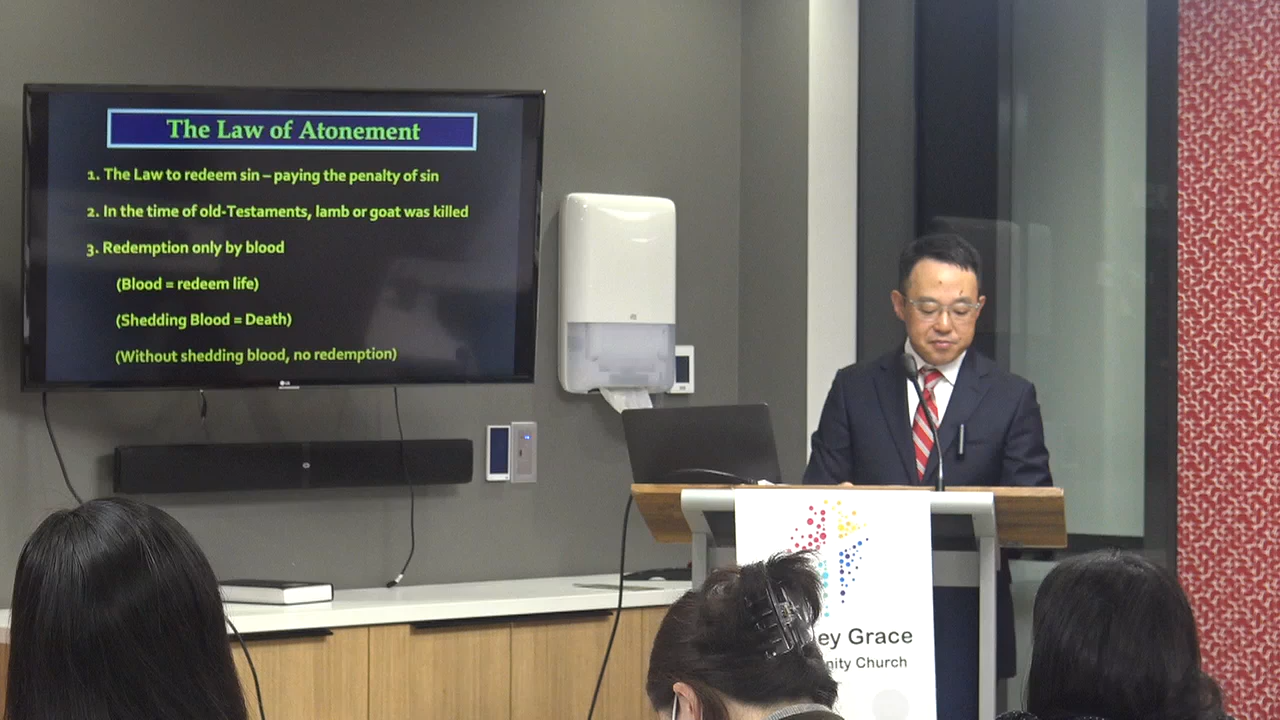 The Law of Atonement
1. The Law to redeem sin – paying the penalty of sin
2. In the time of old-Testaments, lamb or goat was killed
3. Redemption only by blood
(Blood = redeem life)
(Shedding Blood = Death)
(Without shedding blood, no redemption)
LG
ey Grace
nity Church